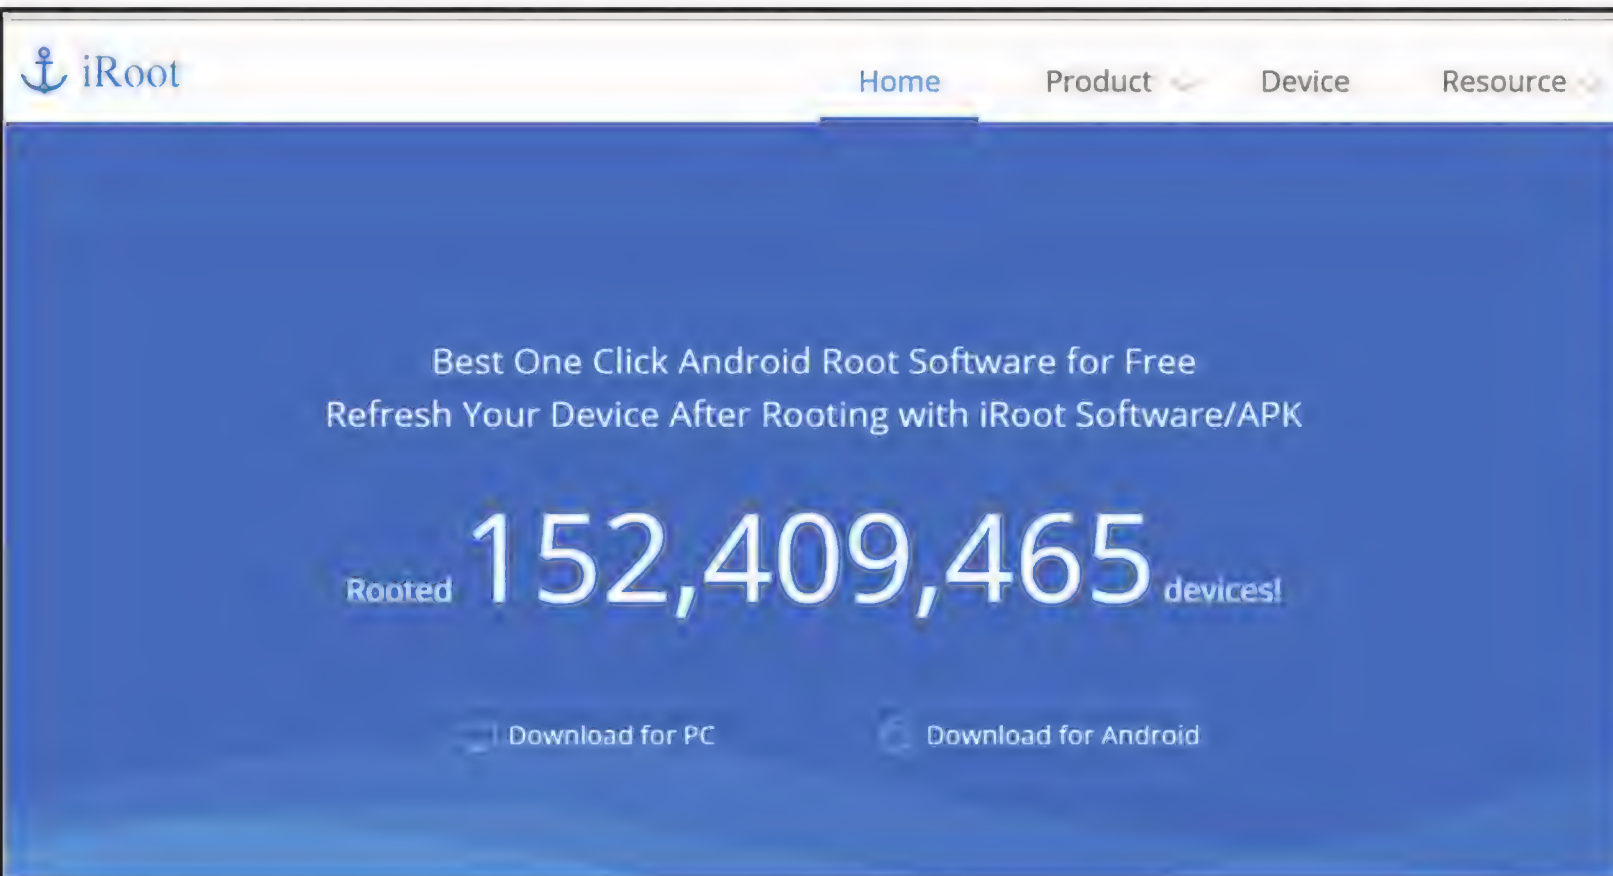 iRoot
Home Product Device Resource
Best One Click Android Root Software for Free
Refresh Your Device After Rooting with iRoot Software/APK
Rooted 152,409,465 devices!
Download for PC Download for Android